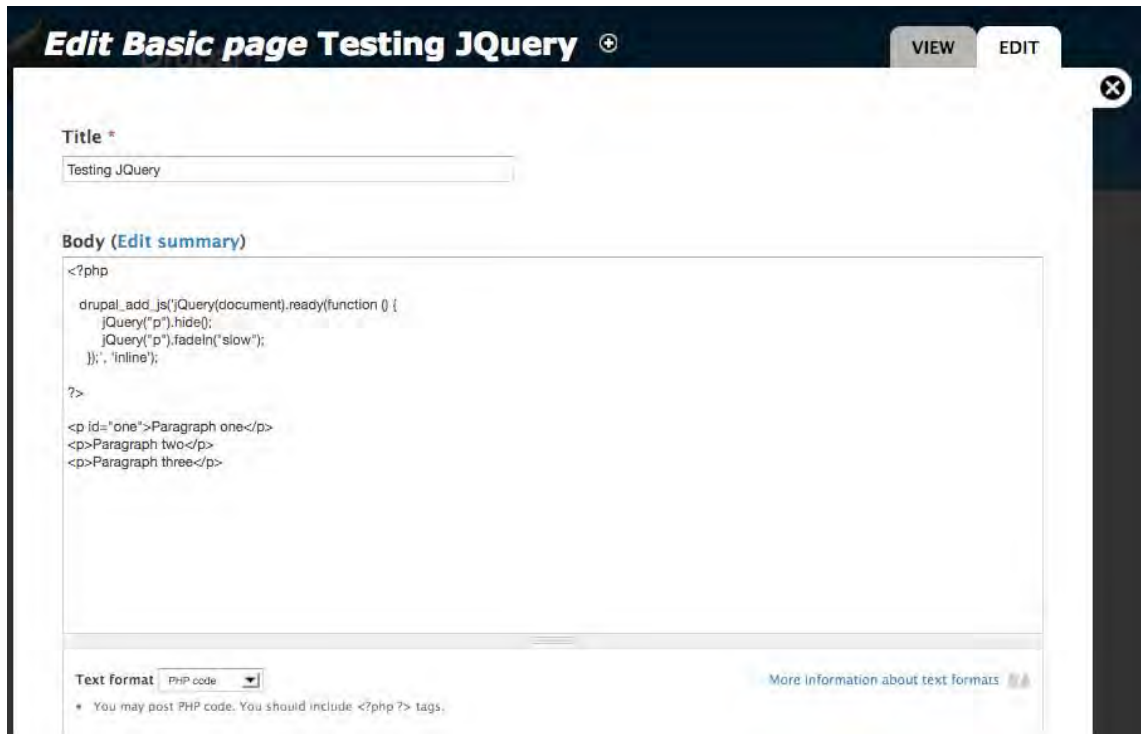 Edit Basic page Testing JQuery
VIEW
EDIT
Title *
Testing JQuery
Body (Edit summary)
<?php
drupal_add_js('jQuery(document).ready(function () {
jQuery("p").hide();
jQuery("p").fadeIn("slow");
});', 'inline');
?>
<p id="one">Paragraph one</p>
<p>Paragraph two</p>
<p>Paragraph three</p>
Text format PHP code
More information about text formats
• You may post PHP code. You should include <?php ?> tags.